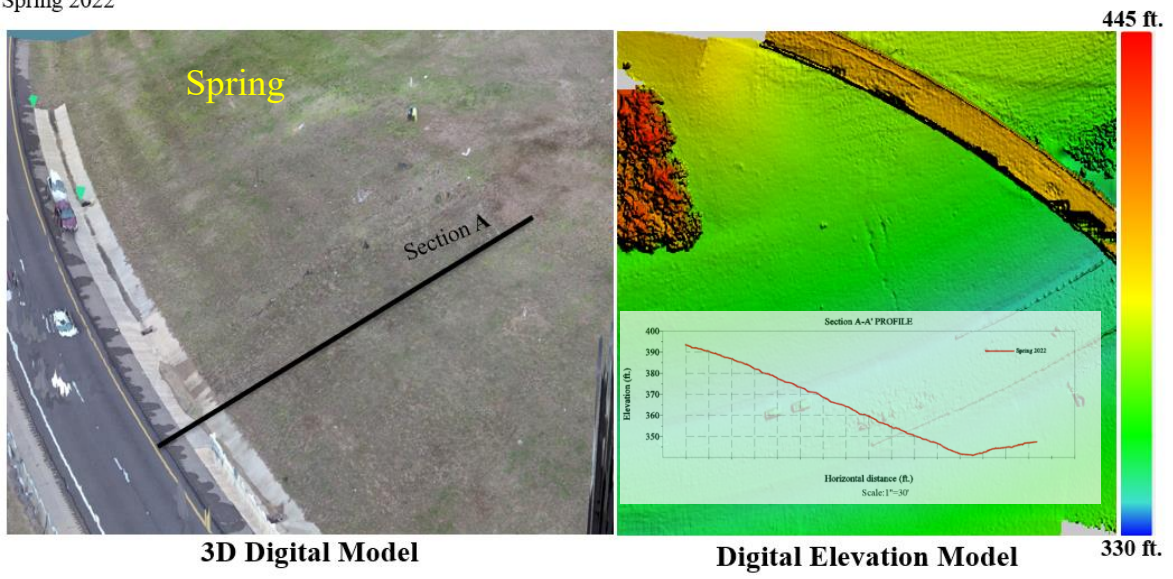 Spring 2022
445 ft.
Spring
Section A
Section A-A' PROFILE
400
Spring 2022
390
380
Elevation (ft.)
370
360
350
Horizontal distance (ft.)
Scale:1"=30'
330 ft.
3D Digital Model
Digital Elevation Model